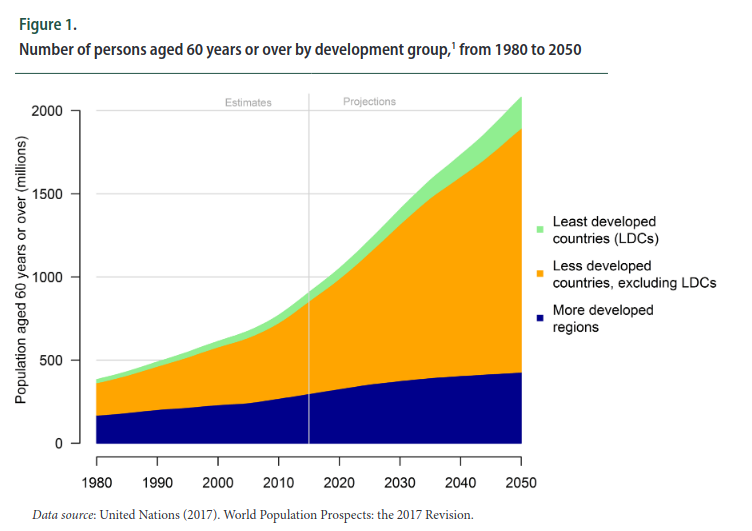 Figure 1.
Number of persons aged 60 years or over by development group,¹ from 1980 to 2050
Estimates
Projections
Population aged 60 years or over (millions)
2000
1500
1000
500
0
1980
1990
2000
2010
2020
2030
2040
2050
Least developed
countries (LDCs)
Less developed
countries, excluding LDCs
More developed
regions
Data source: United Nations (2017). World Population Prospects: the 2017 Revision.